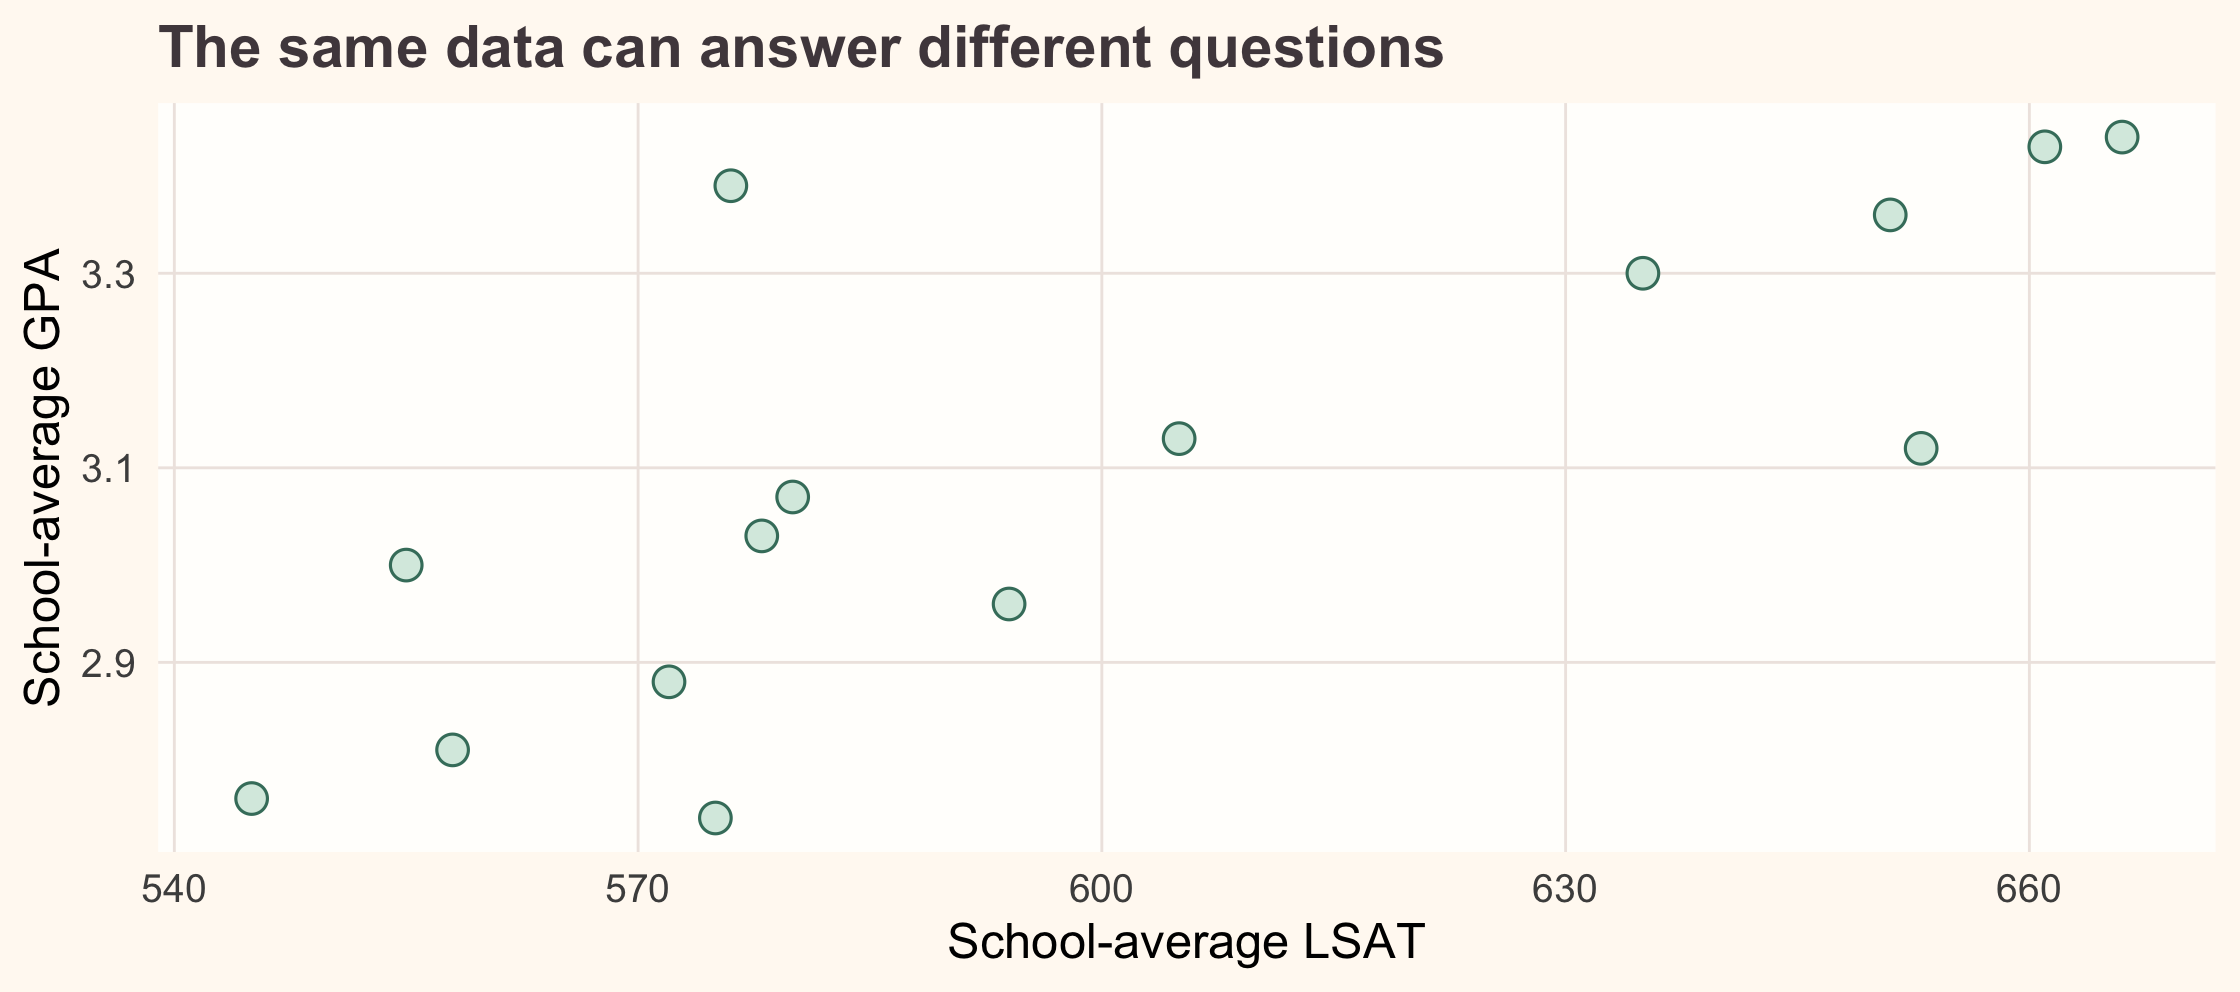 The same data can answer different questions
School-average GPA
3.3
3.1
2.9
540 570 600 630 660
School-average LSAT